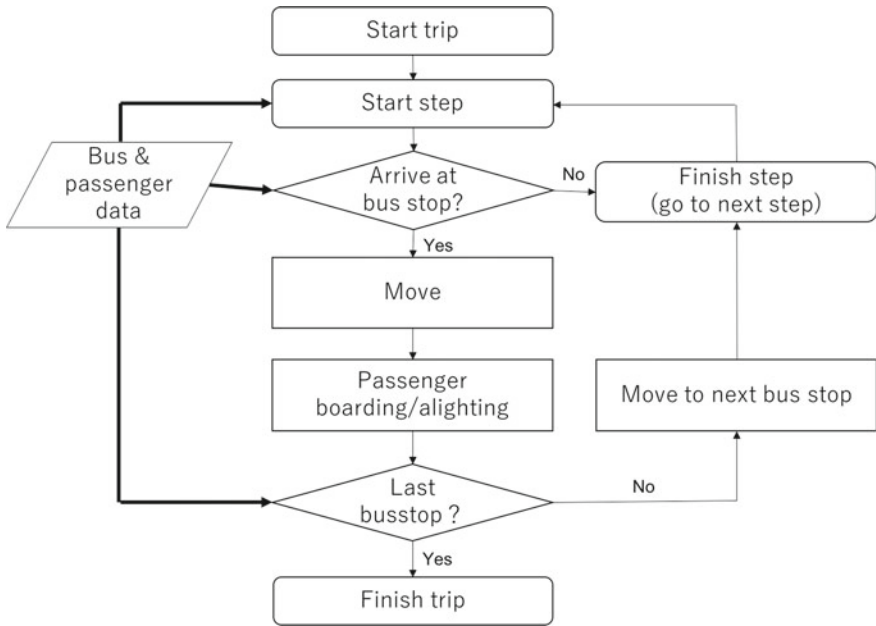 Start trip
Start step
Bus &
passenger
data
Arrive at
bus stop?
No
Finish step
(go to next step)
Yes
Move
Passenger
boarding/alighting
Move to next bus stop
Last
busstop ?
No
Yes
Finish trip